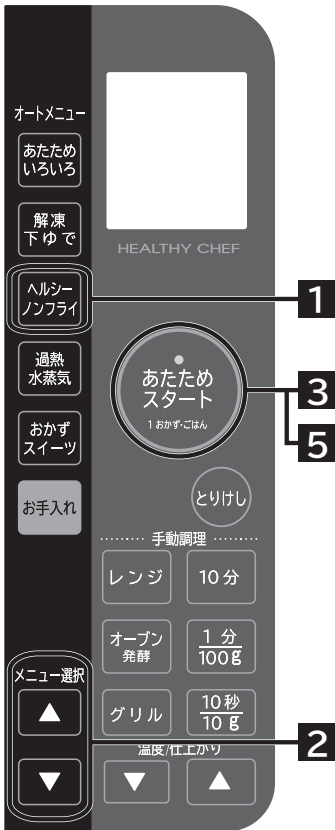 オートメニュー
あたため
いろいろ
解凍
下ゆで
HEALTHY CHEF
ヘルシー
ノンフライ
1
過熱
水蒸気
あたため
スタート
1 おかず・ごはん
3
5
おかず
スイーツ
お手入れ
とりけし
手動調理
レンジ
10分
オーブン
発酵
1 分
100g
メニュー選択
▲
▼
2
グリル
10秒
10 g
温度/仕上がり
▼
▲